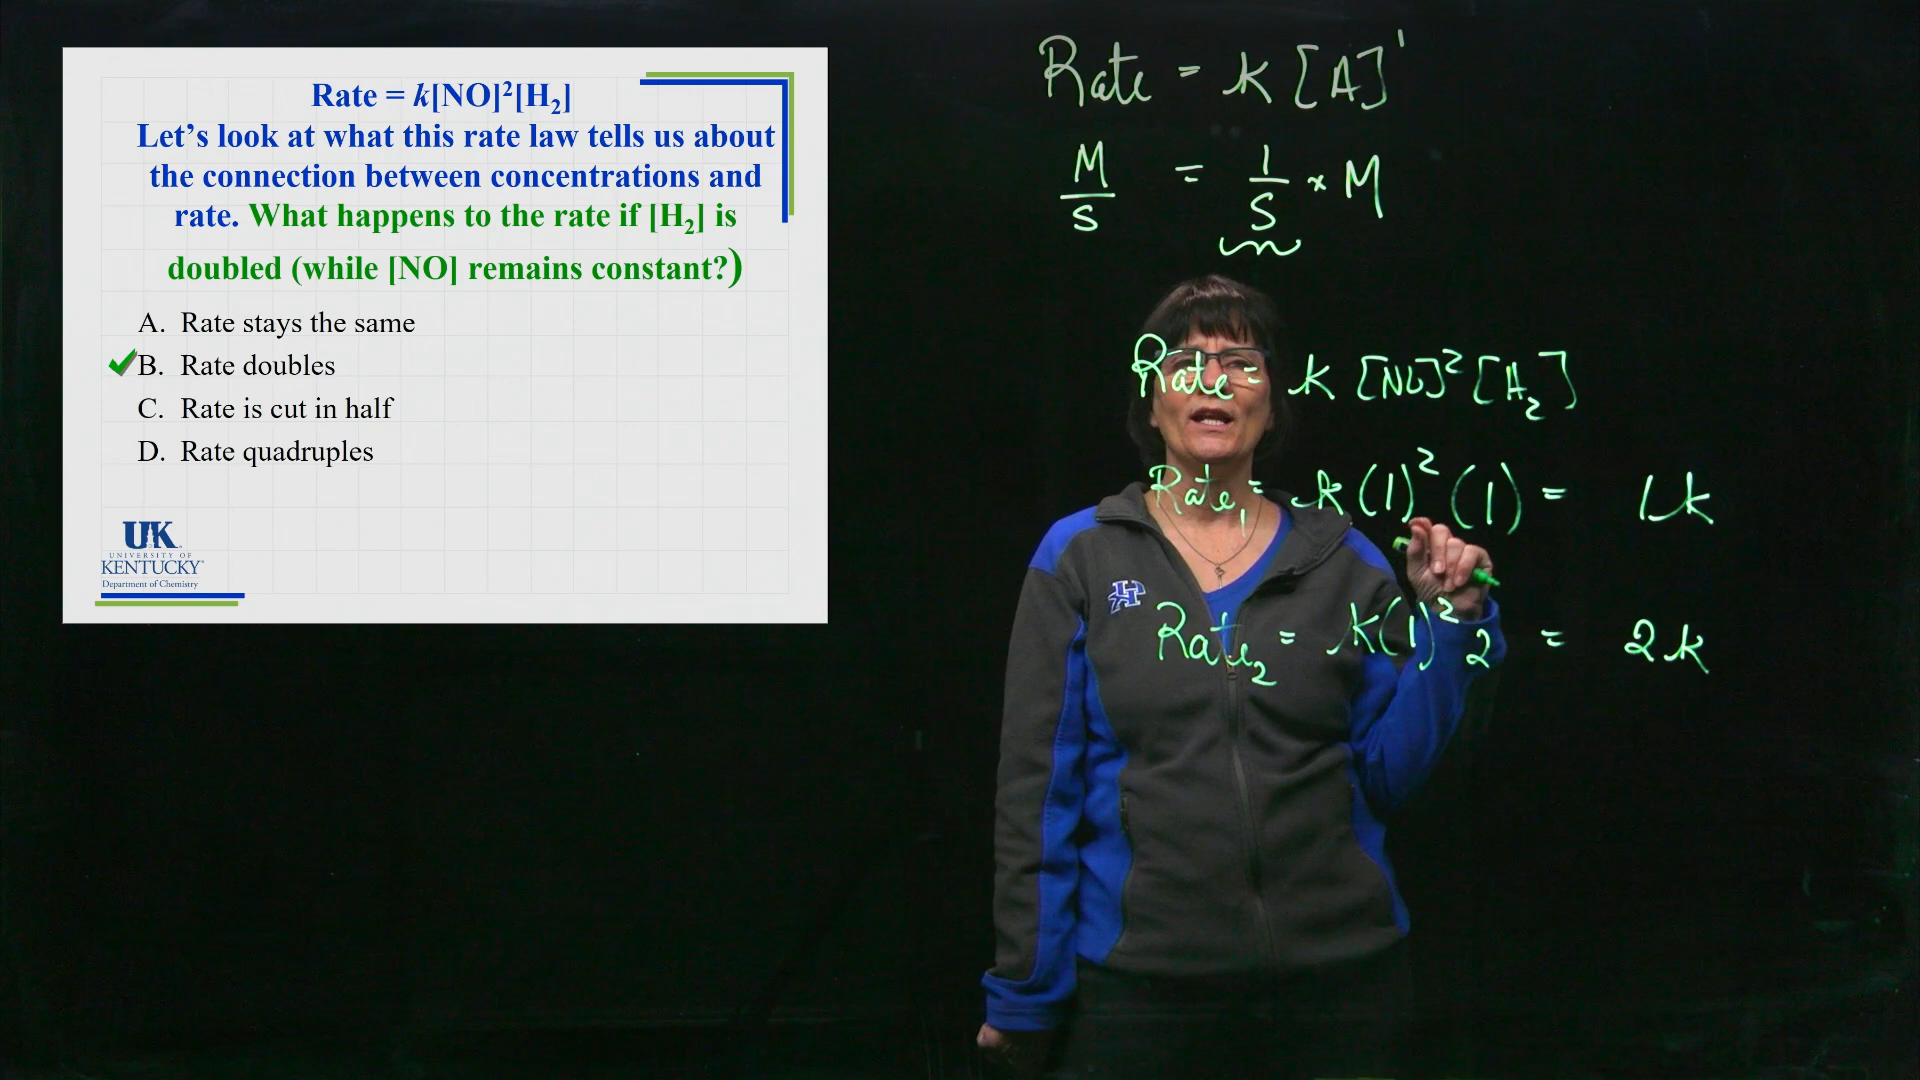 Rate = k[NO]²[H₂]
Let’s look at what this rate law tells us about
the connection between concentrations and
rate. What happens to the rate if [H₂] is
doubled (while [NO] remains constant?)
A. Rate stays the same
B. Rate doubles
C. Rate is cut in half
D. Rate quadruples
UK
UNIVERSITY OF
KENTUCKY
Department of Chemistry
Rate = k [A]¹
M/S = 1/S × M
Rate = k [NO]² [H₂]
Rate₁ = k (1)² (1) = 1k
Rate₂ = k(1)² 2 = 2k